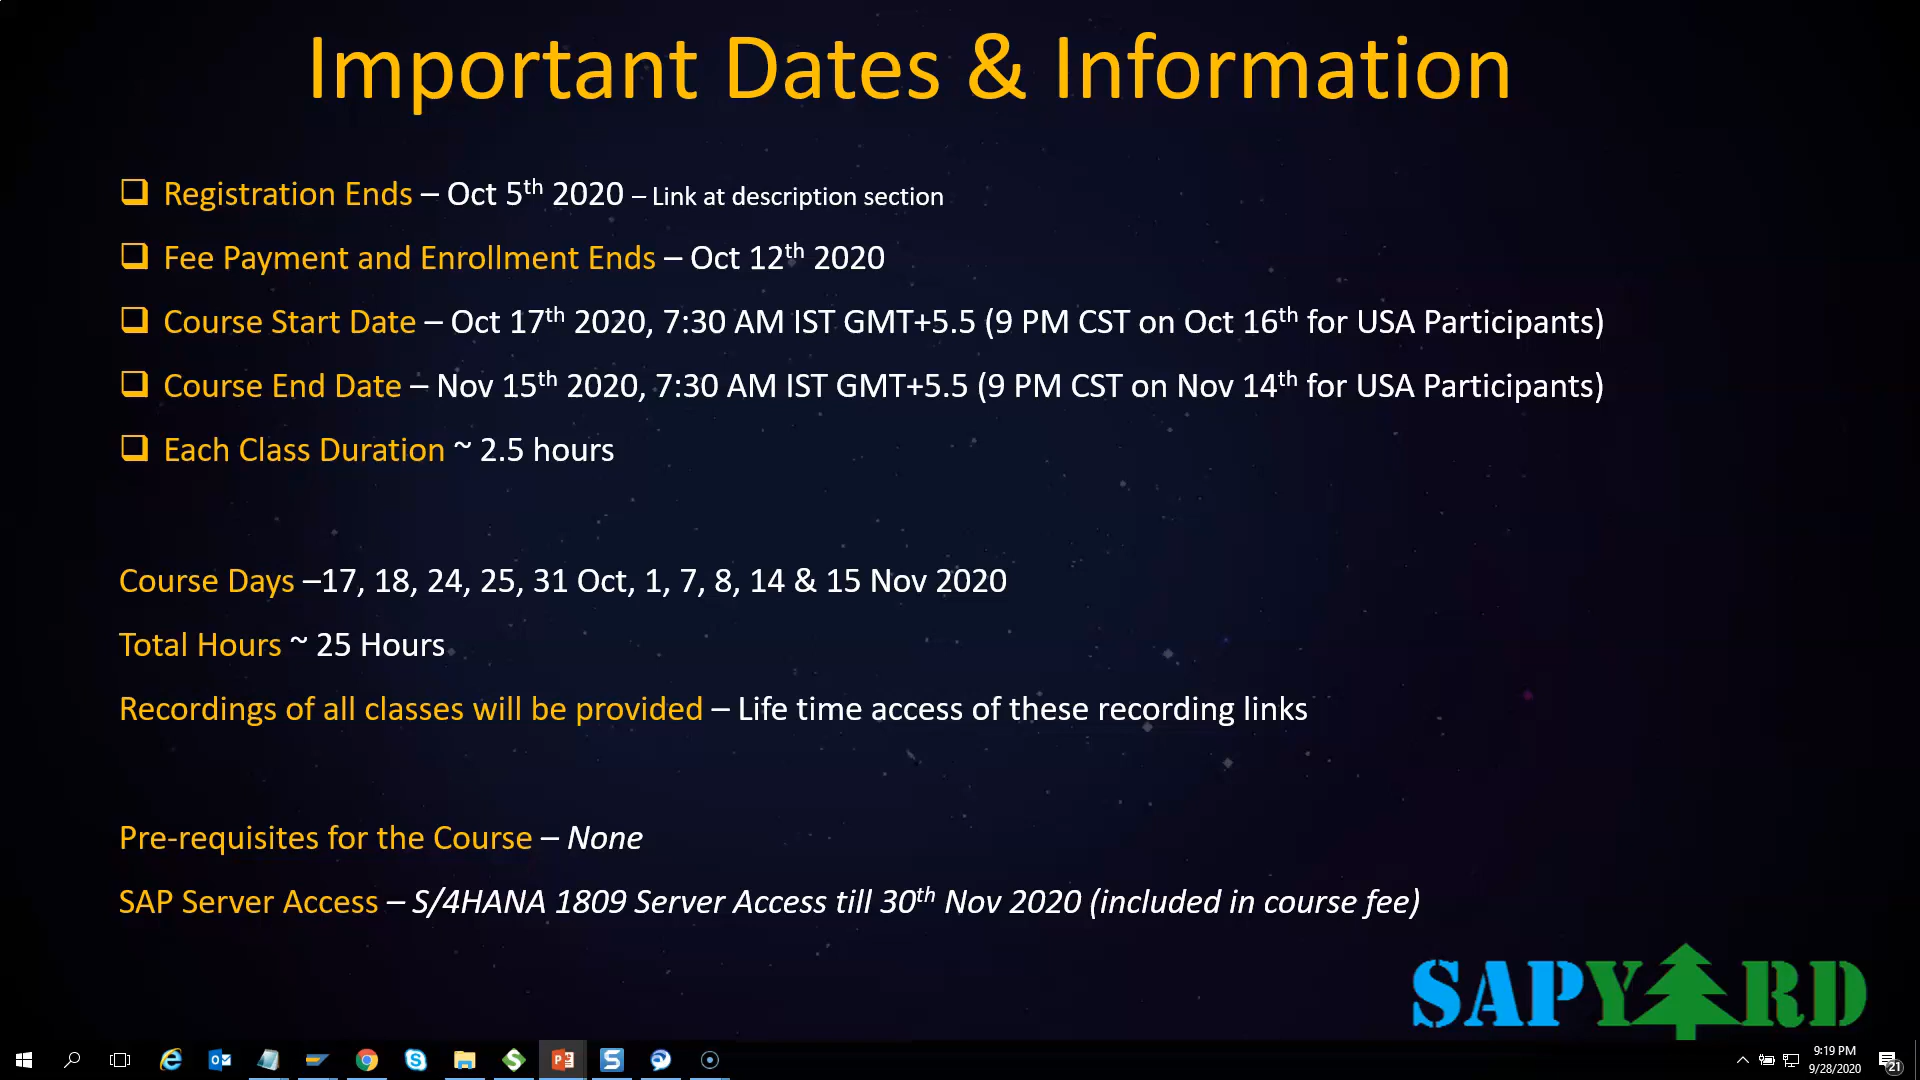 Important Dates & Information
Registration Ends – Oct 5th 2020 – Link at description section
Fee Payment and Enrollment Ends – Oct 12th 2020
Course Start Date – Oct 17th 2020, 7:30 AM IST GMT+5.5 (9 PM CST on Oct 16th for USA Participants)
Course End Date – Nov 15th 2020, 7:30 AM IST GMT+5.5 (9 PM CST on Nov 14th for USA Participants)
Each Class Duration ~ 2.5 hours
Course Days –17, 18, 24, 25, 31 Oct, 1, 7, 8, 14 & 15 Nov 2020
Total Hours ~ 25 Hours
Recordings of all classes will be provided – Life time access of these recording links
Pre-requisites for the Course – None
SAP Server Access – S/4HANA 1809 Server Access till 30th Nov 2020 (included in course fee)
SAPYARD
9:19 PM
9/28/2020
21